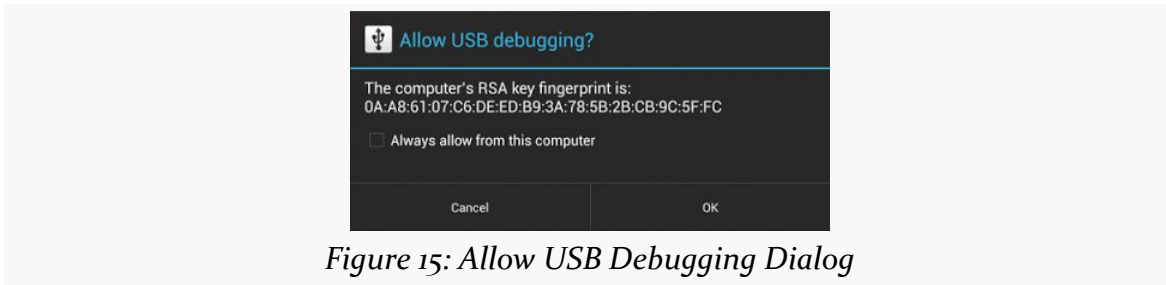 Allow USB debugging?
The computer's RSA key fingerprint is:
0A:A8:61:07:C6:DE:ED:B9:3A:78:5B:2B:CB:9C:5F:FC
Always allow from this computer
Cancel
OK
Figure 15: Allow USB Debugging Dialog